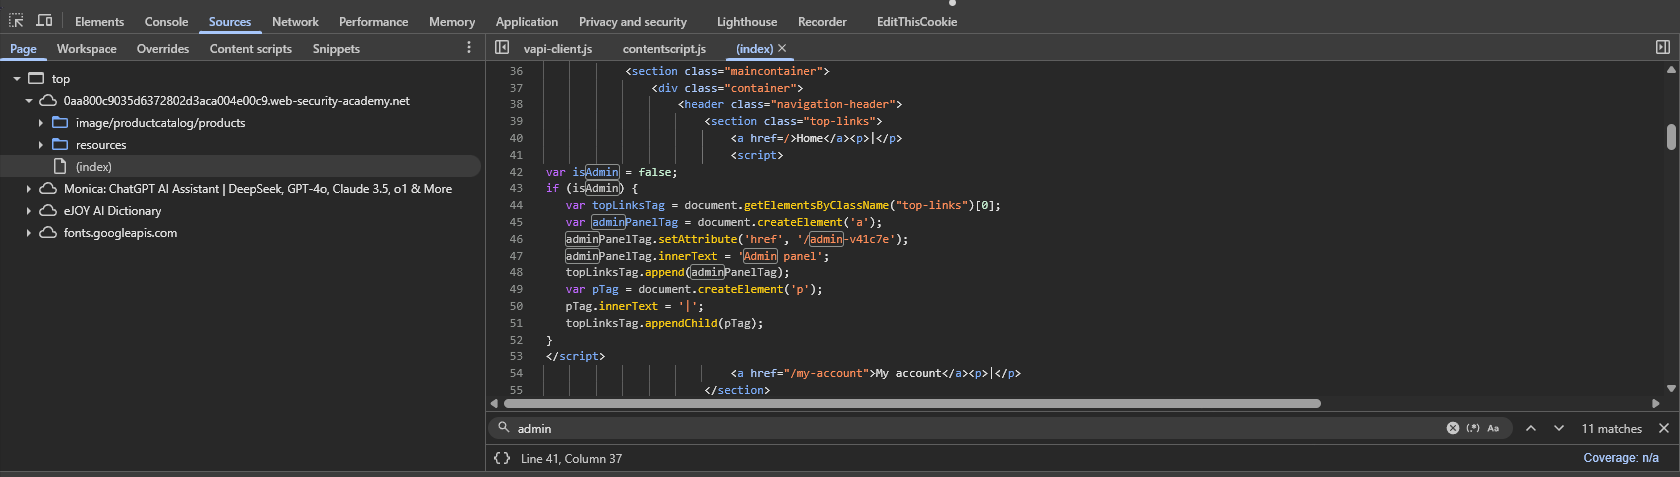 Elements Console Sources Network Performance Memory Application Privacy and security Lighthouse Recorder EditThisCookie
Page Workspace Overrides Content scripts Snippets
vapi-client.js contentscript.js (index)
top
0aa800c9035d6372802d3aca004e00c9.web-security-academy.net
image/productcatalog/products
resources
(index)
Monica: ChatGPT AI Assistant | DeepSeek, GPT-4o, Claude 3.5, o1 & More
eJOY AI Dictionary
fonts.googleapis.com
36 <section class="maincontainer">
37 <div class="container">
38 <header class="navigation-header">
39 <section class="top-links">
40 <a href=/>Home</a><p>|</p>
41 <script>
42 var isAdmin = false;
43 if (isAdmin) {
44 var topLinksTag = document.getElementsByClassName("top-links")[0];
45 var adminPanelTag = document.createElement('a');
46 adminPanelTag.setAttribute('href', '/admin-v41c7e');
47 adminPanelTag.innerText = 'Admin panel';
48 topLinksTag.append(adminPanelTag);
49 var pTag = document.createElement('p');
50 pTag.innerText = '|';
51 topLinksTag.appendChild(pTag);
52 }
53 </script>
54 <a href="/my-account">My account</a><p>|</p>
55 </section>
admin (.*) Aa 11 matches
{} Line 41, Column 37 Coverage: n/a